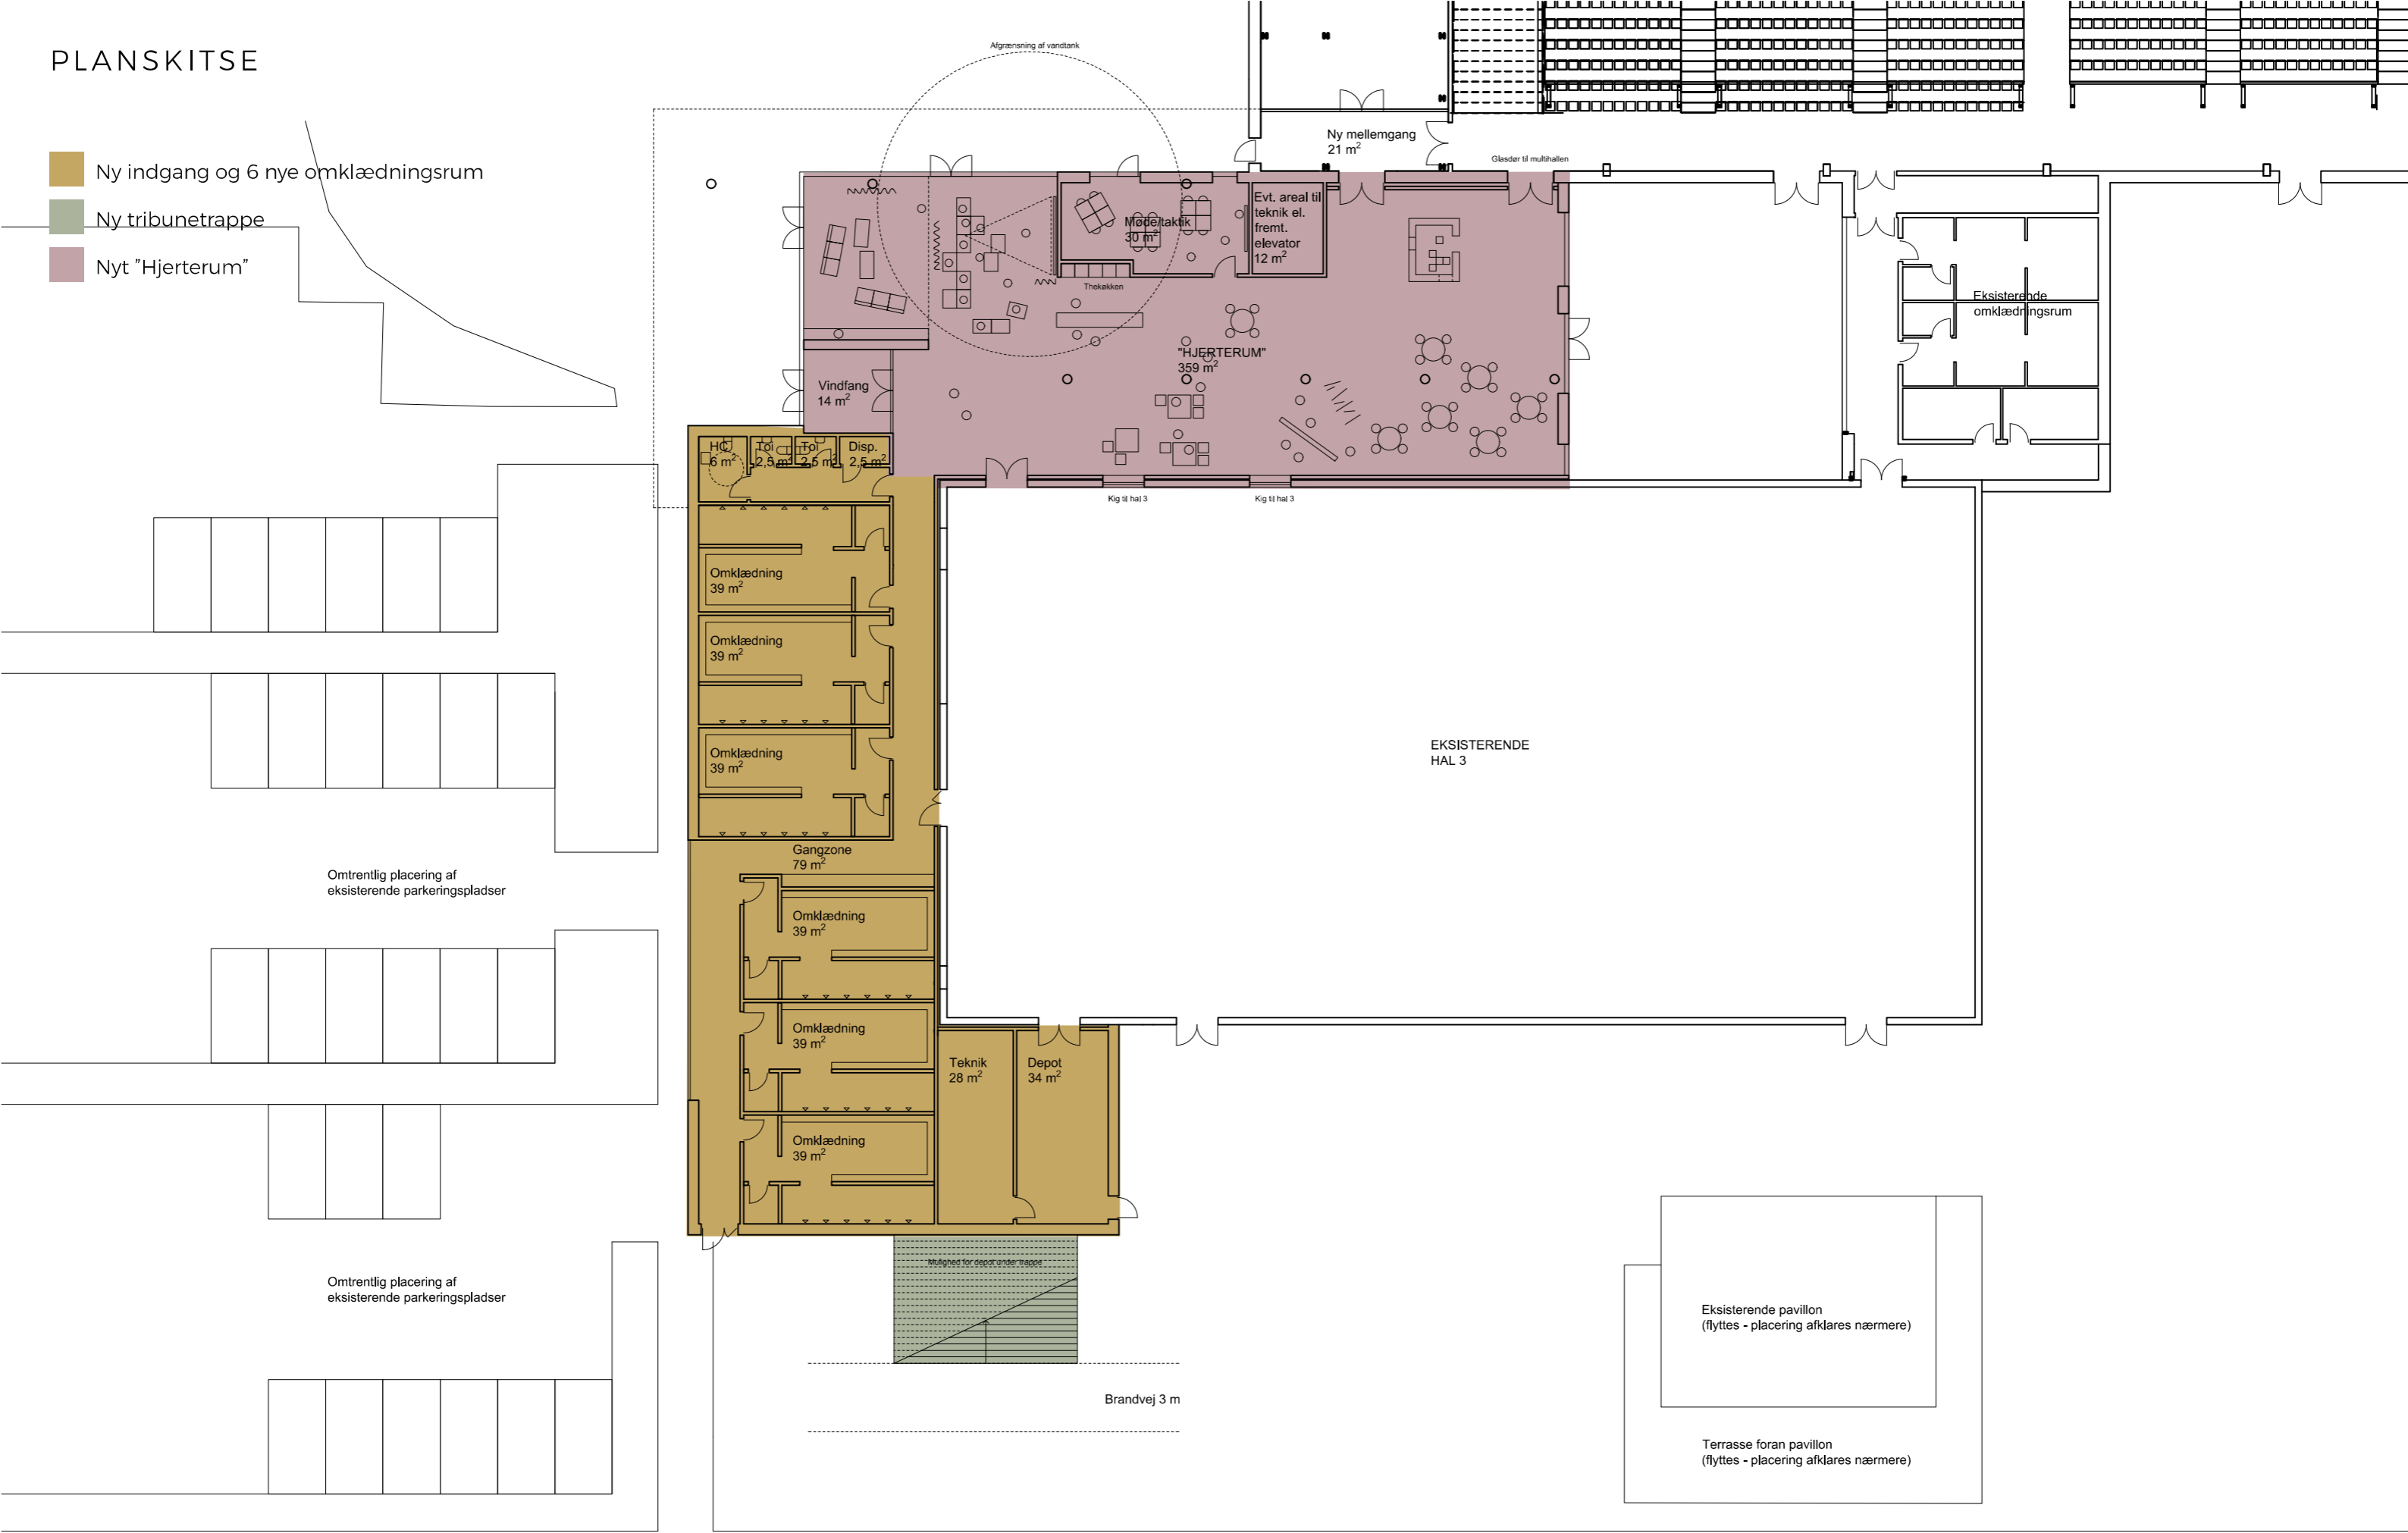 PLANSKITSE
Ny indgang og 6 nye omklædningsrum
Ny tribunetrappe
Nyt "Hjerterum"
Afgrænsning af vandtank
Ny mellemgang
21 m²
Glasdør til multihallen
Møde/taktik
30 m²
Evt. areal til
teknik el.
fremt.
elevator
12 m²
Thekøkken
"HJERTERUM"
359 m²
Vindfang
14 m²
Eksisterende
omklædningsrum
HC
6 m²
Toi
2,5 m²
Toi
2,5 m²
Disp.
2,5 m²
Kig til hal 3
Kig til hal 3
Omklædning
39 m²
Omklædning
39 m²
Omklædning
39 m²
EKSISTERENDE
HAL 3
Gangzone
79 m²
Omtrentlig placering af
eksisterende parkeringspladser
Omklædning
39 m²
Omklædning
39 m²
Omklædning
39 m²
Teknik
28 m²
Depot
34 m²
Mulighed for depot under trappe
Omtrentlig placering af
eksisterende parkeringspladser
Brandvej 3 m
Eksisterende pavillon
(flyttes - placering afklares nærmere)
Terrasse foran pavillon
(flyttes - placering afklares nærmere)